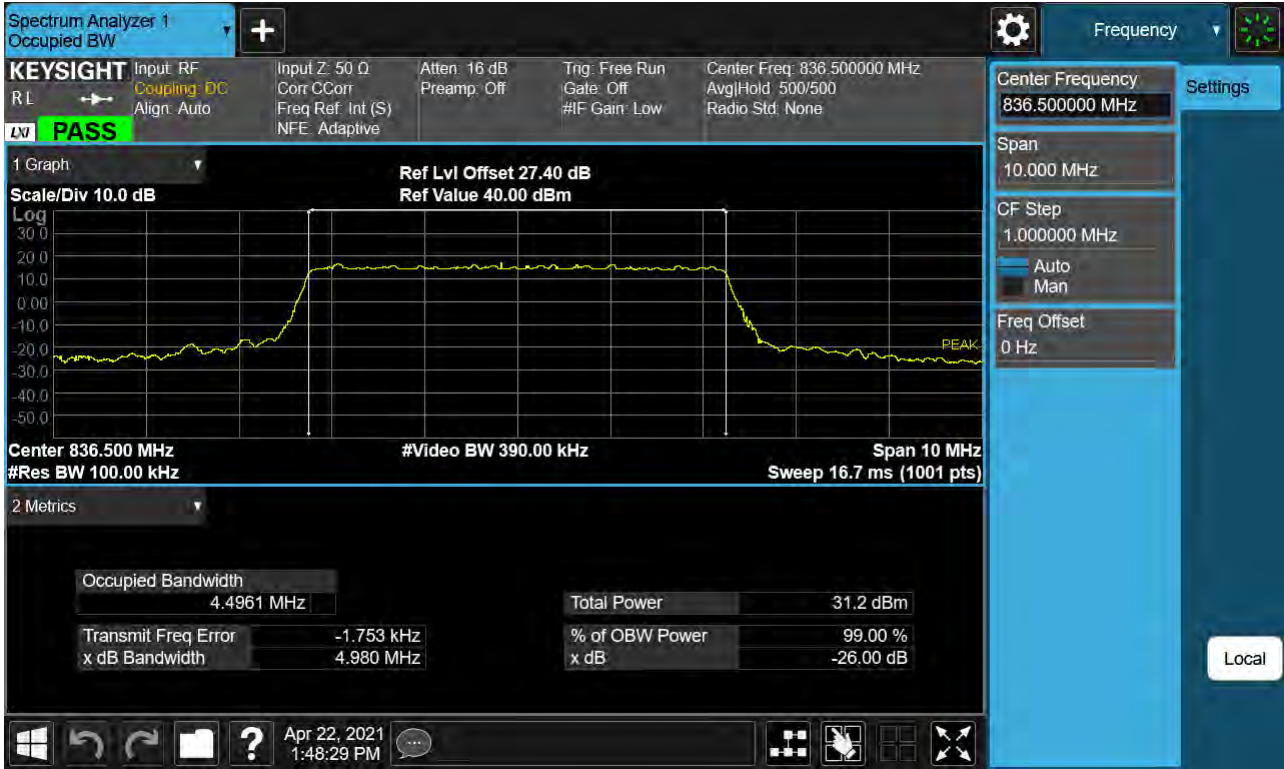 Spectrum Analyzer 1
Occupied BW
Frequency
KEYSIGHT
R L
LXI PASS
Input: RF
Coupling: DC
Align: Auto
Input Z: 50 Ω
Corr CCorr
Freq Ref: Int (S)
NFE: Adaptive
Atten: 16 dB
Preamp: Off
Trig: Free Run
Gate: Off
#IF Gain: Low
Center Freq: 836.500000 MHz
Avg|Hold: 500/500
Radio Std: None
Center Frequency
836.500000 MHz
Settings
Span
10.000 MHz
CF Step
1.000000 MHz
Auto
Man
Freq Offset
0 Hz
Local
1 Graph
Scale/Div 10.0 dB
Ref Lvl Offset 27.40 dB
Ref Value 40.00 dBm
Log
30.0
20.0
10.0
0.00
-10.0
-20.0
-30.0
-40.0
-50.0
PEAK
Center 836.500 MHz
#Video BW 390.00 kHz
Span 10 MHz
#Res BW 100.00 kHz
Sweep 16.7 ms (1001 pts)
2 Metrics
Occupied Bandwidth
4.4961 MHz
Total Power 31.2 dBm
Transmit Freq Error -1.753 kHz
% of OBW Power 99.00 %
x dB Bandwidth 4.980 MHz
x dB -26.00 dB
?
Apr 22, 2021
1:48:29 PM